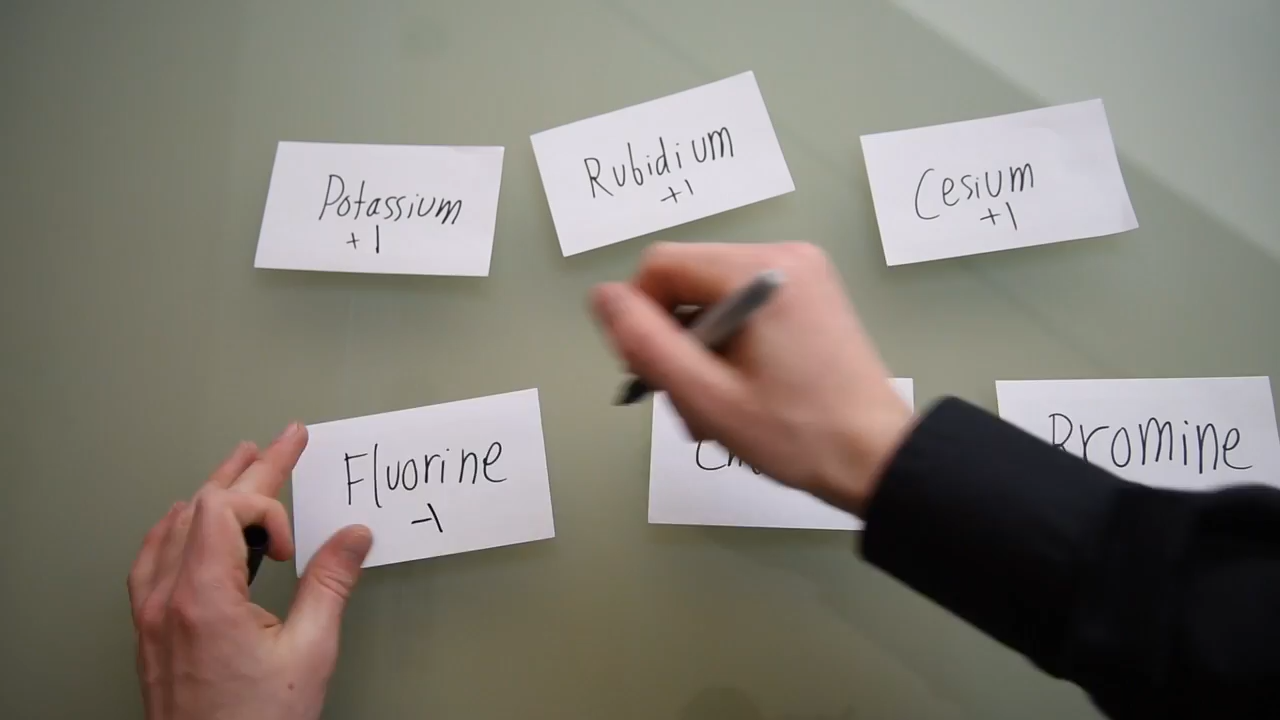 Potassium
+1
Rubidium
+1
Cesium
+1
Fluorine
-1
Bromine